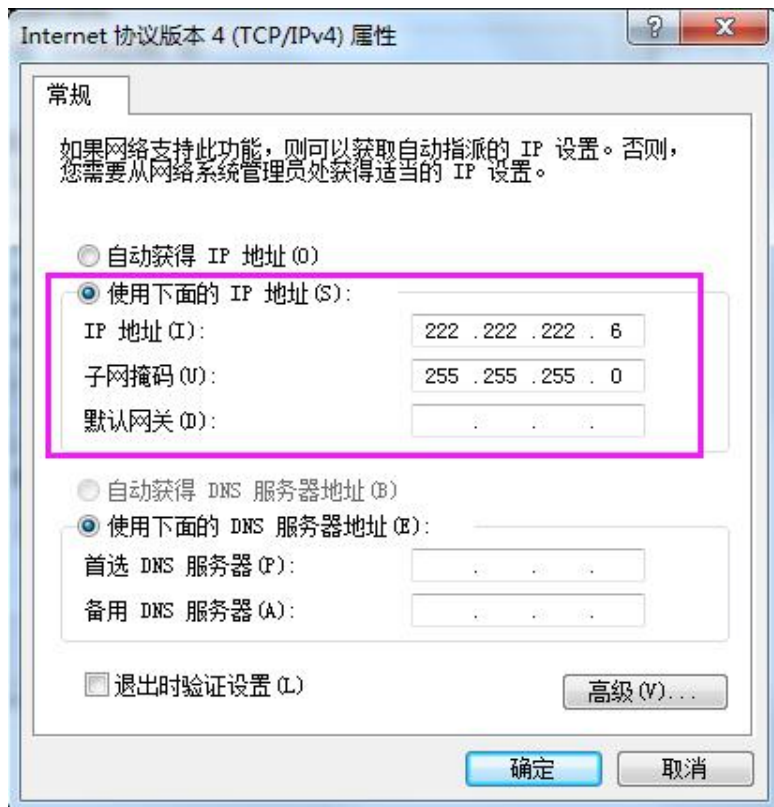 Internet 协议版本 4 (TCP/IPv4) 属性
常规
如果网络支持此功能，则可以获取自动指派的 IP 设置。否则，
您需要从网络系统管理员处获得适当的 IP 设置。
自动获得 IP 地址(O)
使用下面的 IP 地址(S):
IP 地址(I): 222 .222 .222 . 6
子网掩码(U): 255 .255 .255 . 0
默认网关(D): . . .
自动获得 DNS 服务器地址(B)
使用下面的 DNS 服务器地址(E):
首选 DNS 服务器(P): . . .
备用 DNS 服务器(A): . . .
退出时验证设置(L)
高级(V)...
确定 取消